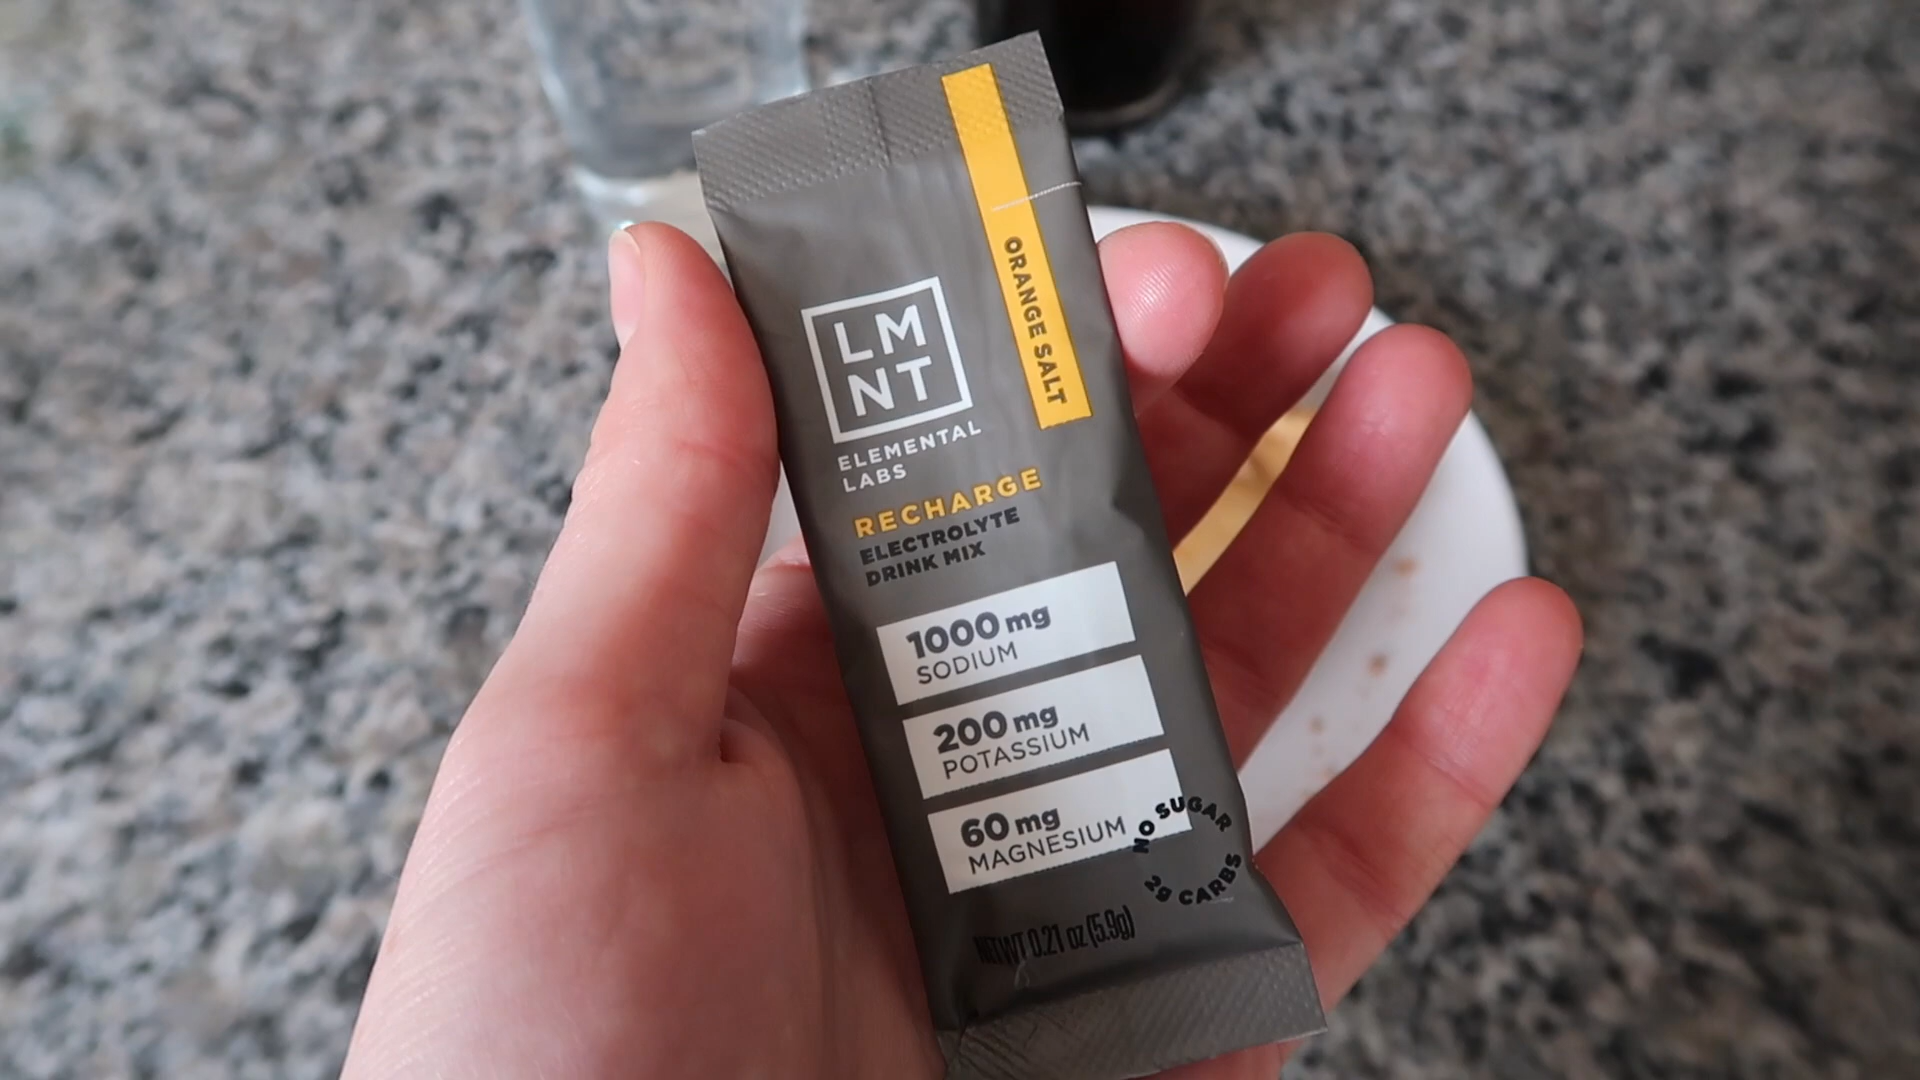 ORANGE SALT
LM
NT
ELEMENTAL
LABS
RECHARGE
ELECTROLYTE
DRINK MIX
1000 mg
SODIUM
200 mg
POTASSIUM
60 mg
MAGNESIUM
NO SUGAR
2g CARBS
NET WT 0.21 oz (5.9g)